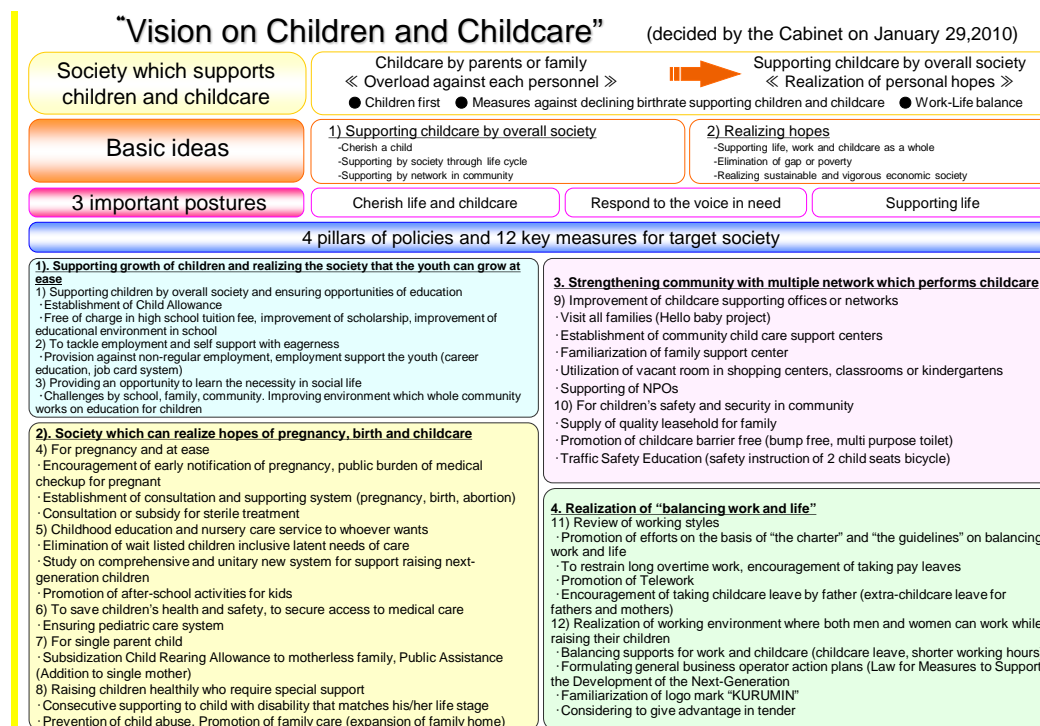 “Vision on Children and Childcare”
(decided by the Cabinet on January 29,2010)
Society which supports
children and childcare
Childcare by parents or family
≪ Overload against each personnel ≫
Supporting childcare by overall society
≪ Realization of personal hopes ≫
● Children first ● Measures against declining birthrate supporting children and childcare ● Work-Life balance
Basic ideas
1) Supporting childcare by overall society
-Cherish a child
-Supporting by society through life cycle
-Supporting by network in community
2) Realizing hopes
-Supporting life, work and childcare as a whole
-Elimination of gap or poverty
-Realizing sustainable and vigorous economic society
3 important postures
Cherish life and childcare
Respond to the voice in need
Supporting life
4 pillars of policies and 12 key measures for target society
1). Supporting growth of children and realizing the society that the youth can grow at
ease
1) Supporting children by overall society and ensuring opportunities of education
·Establishment of Child Allowance
·Free of charge in high school tuition fee, improvement of scholarship, improvement of
educational environment in school
2) To tackle employment and self support with eagerness
·Provision against non-regular employment, employment support the youth (career
education, job card system)
3) Providing an opportunity to learn the necessity in social life
·Challenges by school, family, community. Improving environment which whole community
works on education for children
2). Society which can realize hopes of pregnancy, birth and childcare
4) For pregnancy and at ease
·Encouragement of early notification of pregnancy, public burden of medical
checkup for pregnant
·Establishment of consultation and supporting system (pregnancy, birth, abortion)
·Consultation or subsidy for sterile treatment
5) Childhood education and nursery care service to whoever wants
·Elimination of wait listed children inclusive latent needs of care
·Study on comprehensive and unitary new system for support raising next-
generation children
·Promotion of after-school activities for kids
6) To save children’s health and safety, to secure access to medical care
·Ensuring pediatric care system
7) For single parent child
·Subsidization Child Rearing Allowance to motherless family, Public Assistance
(Addition to single mother)
8) Raising children healthily who require special support
·Consecutive supporting to child with disability that matches his/her life stage
·Prevention of child abuse, Promotion of family care (expansion of family home)
3. Strengthening community with multiple network which performs childcare
9) Improvement of childcare supporting offices or networks
·Visit all families (Hello baby project)
·Establishment of community child care support centers
·Familiarization of family support center
·Utilization of vacant room in shopping centers, classrooms or kindergartens
·Supporting of NPOs
10) For children’s safety and security in community
·Supply of quality leasehold for family
·Promotion of childcare barrier free (bump free, multi purpose toilet)
·Traffic Safety Education (safety instruction of 2 child seats bicycle)
4. Realization of “balancing work and life”
11) Review of working styles
·Promotion of efforts on the basis of “the charter” and “the guidelines” on balancing
work and life
·To restrain long overtime work, encouragement of taking pay leaves
·Promotion of Telework
·Encouragement of taking childcare leave by father (extra-childcare leave for
fathers and mothers)
12) Realization of working environment where both men and women can work while
raising their children
·Balancing supports for work and childcare (childcare leave, shorter working hours
·Formulating general business operator action plans (Law for Measures to Support
the Development of the Next-Generation
·Familiarization of logo mark “KURUMIN”
·Considering to give advantage in tender